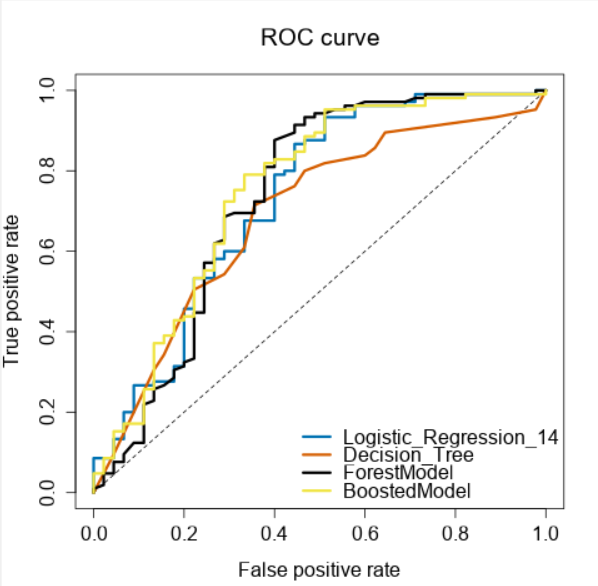 ROC curve
1.0
0.8
0.6
0.4
0.2
0.0
True positive rate
Logistic_Regression_14
Decision_Tree
ForestModel
BoostedModel
0.0 0.2 0.4 0.6 0.8 1.0
False positive rate